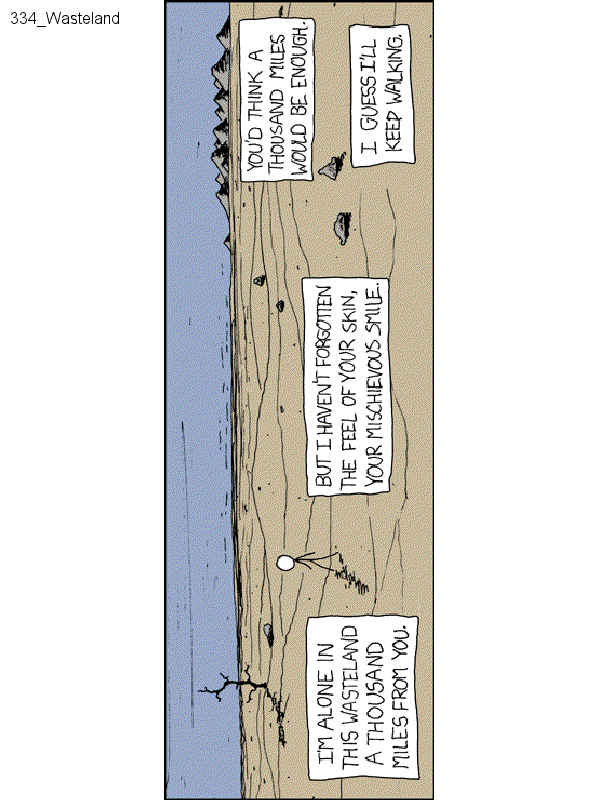 334_Wasteland
I'M ALONE IN
THIS WASTELAND
A THOUSAND
MILES FROM YOU.
BUT I HAVEN'T FORGOTTEN
THE FEEL OF YOUR SKIN,
YOUR MISCHIEVOUS SMILE.
YOU'D THINK A
THOUSAND MILES
WOULD BE ENOUGH.
I GUESS I'LL
KEEP WALKING.